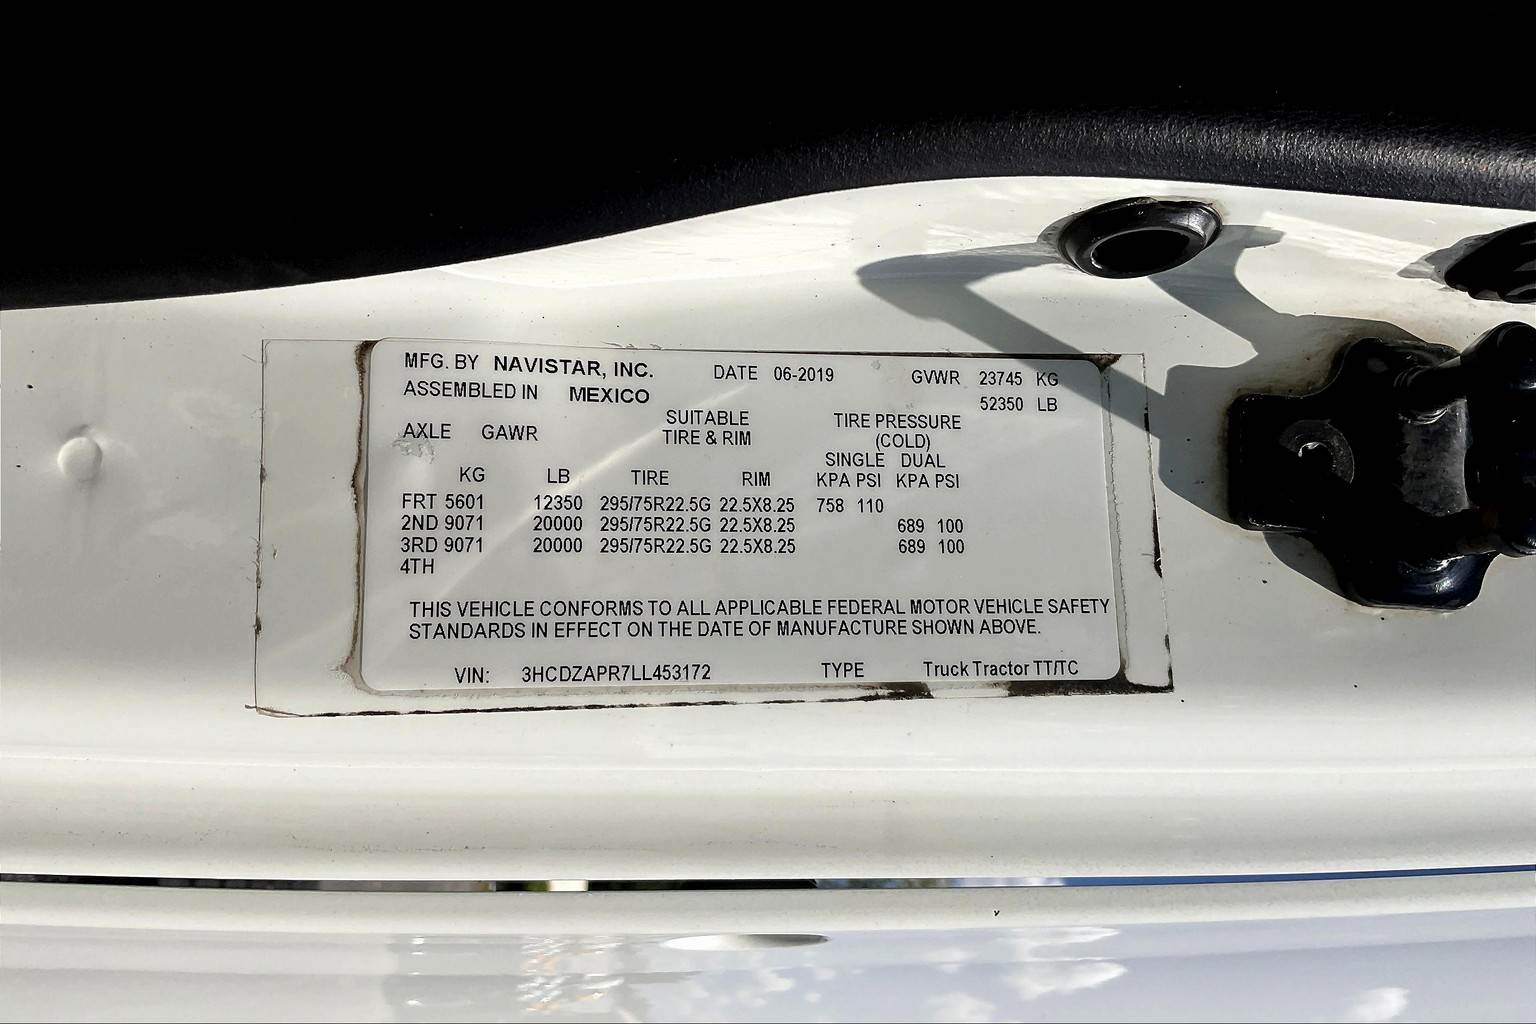 MFG. BY NAVISTAR, INC. DATE 06-2019 GVWR 23745 KG
ASSEMBLED IN MEXICO 52350 LB
AXLE GAWR SUITABLE TIRE PRESSURE
TIRE & RIM (COLD)
SINGLE DUAL
KG LB TIRE RIM KPA PSI KPA PSI
FRT 5601 12350 295/75R22.5G 22.5X8.25 758 110
2ND 9071 20000 295/75R22.5G 22.5X8.25 689 100
3RD 9071 20000 295/75R22.5G 22.5X8.25 689 100
4TH
THIS VEHICLE CONFORMS TO ALL APPLICABLE FEDERAL MOTOR VEHICLE SAFETY
STANDARDS IN EFFECT ON THE DATE OF MANUFACTURE SHOWN ABOVE.
VIN: 3HCDZAPR7LL453172 TYPE Truck Tractor TT/TC